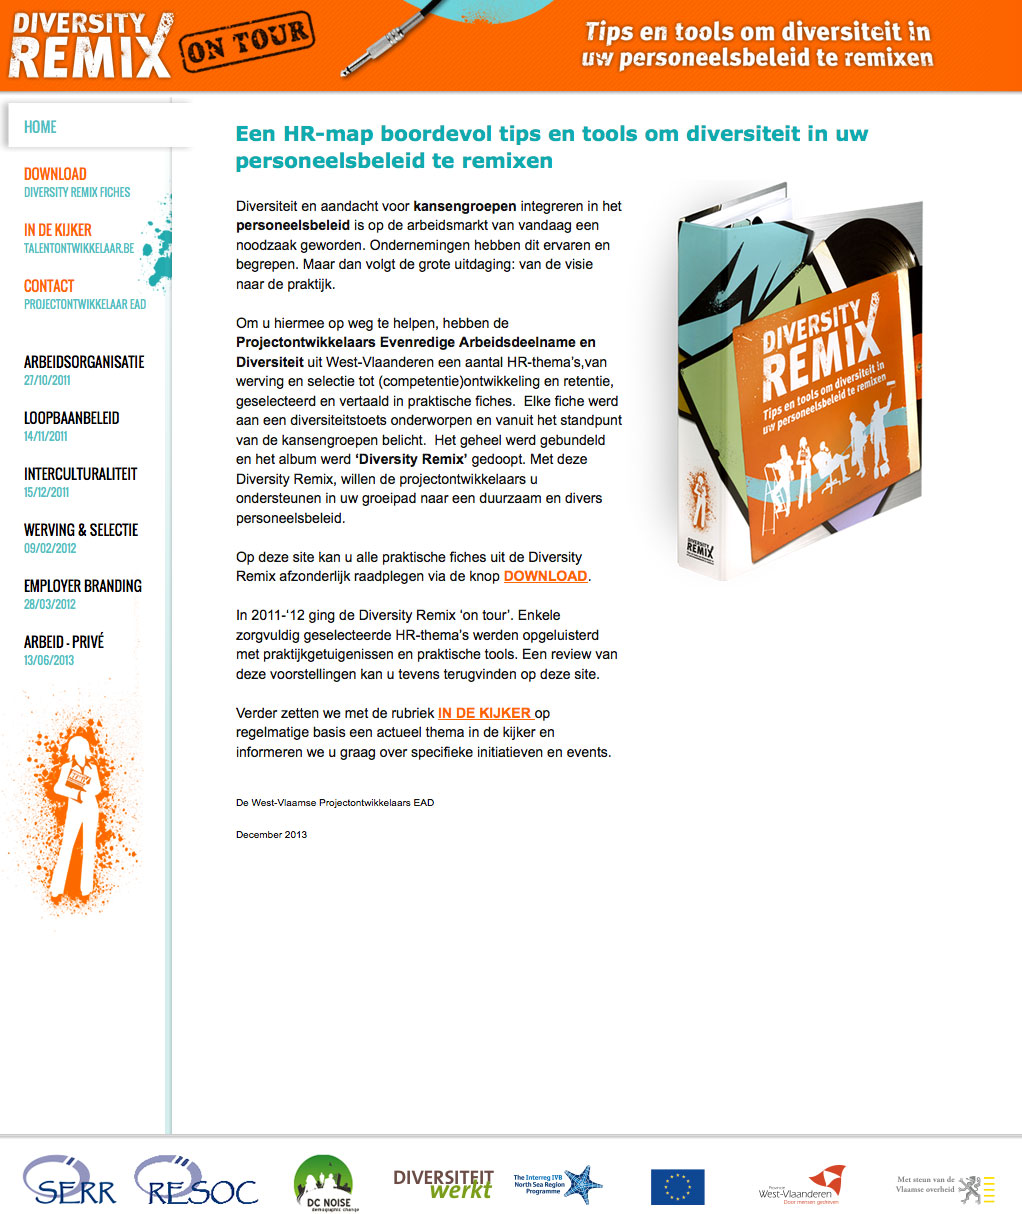 DIVERSITY
REMIX
ON TOUR
Tips en tools om diversiteit in
uw personeelsbeleid te remixen
HOME
DOWNLOAD
DIVERSITY REMIX FICHES
IN DE KIJKER
TALENTONTWIKKELAAR.BE
CONTACT
PROJECTONTWIKKELAAR EAD
ARBEIDSORGANISATIE
27/10/2011
LOOPBAANBELEID
14/11/2011
INTERCULTURALITEIT
15/12/2011
WERVING & SELECTIE
09/02/2012
EMPLOYER BRANDING
28/03/2012
ARBEID - PRIVÉ
13/06/2013
Een HR-map boordevol tips en tools om diversiteit in uw
personeelsbeleid te remixen
Diversiteit en aandacht voor kansengroepen integreren in het
personeelsbeleid is op de arbeidsmarkt van vandaag een
noodzaak geworden. Ondernemingen hebben dit ervaren en
begrepen. Maar dan volgt de grote uitdaging: van de visie
naar de praktijk.
Om u hiermee op weg te helpen, hebben de
Projectontwikkelaars Evenredige Arbeidsdeelname en
Diversiteit uit West-Vlaanderen een aantal HR-thema’s,van
werving en selectie tot (competentie)ontwikkeling en retentie,
geselecteerd en vertaald in praktische fiches.  Elke fiche werd
aan een diversiteitstoets onderworpen en vanuit het standpunt
van de kansengroepen belicht.  Het geheel werd gebundeld
en het album werd ‘Diversity Remix’ gedoopt. Met deze
Diversity Remix, willen de projectontwikkelaars u
ondersteunen in uw groeipad naar een duurzaam en divers
personeelsbeleid.
Op deze site kan u alle praktische fiches uit de Diversity
Remix afzonderlijk raadplegen via de knop DOWNLOAD.
In 2011-‘12 ging de Diversity Remix ‘on tour’. Enkele
zorgvuldig geselecteerde HR-thema’s werden opgeluisterd
met praktijkgetuigenissen en praktische tools. Een review van
deze voorstellingen kan u tevens terugvinden op deze site.
Verder zetten we met de rubriek IN DE KIJKER op
regelmatige basis een actueel thema in de kijker en
informeren we u graag over specifieke initiatieven en events.
De West-Vlaamse Projectontwikkelaars EAD
December 2013
DIVERSITY
REMIX
Tips en tools om diversiteit in
uw personeelsbeleid te remixen
DIVERSITY
REMIX
SERR
RESOC
DC NOISE
demographic change
DIVERSITEIT
werkt
The Interreg IVB
North Sea Region
Programme
Provincie
West-Vlaanderen
Door mensen gedreven
Met steun van de
Vlaamse overheid